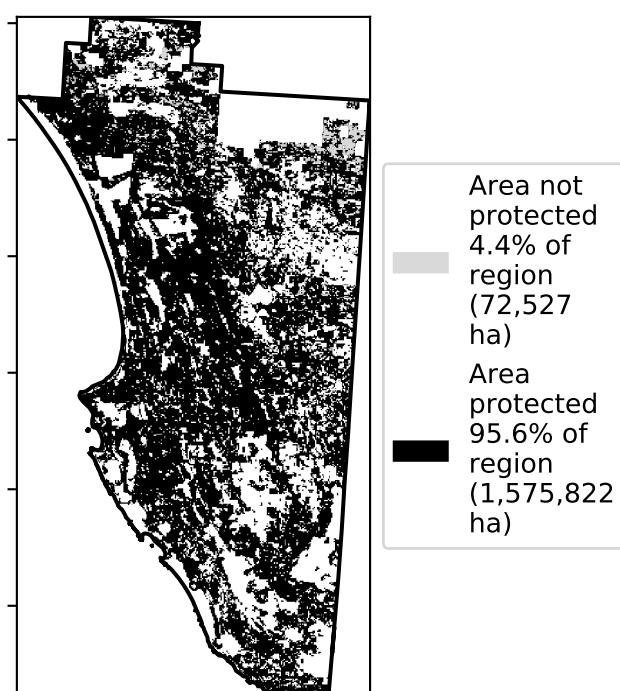 Area not
protected
4.4% of
region
(72,527
ha)
Area
protected
95.6% of
region
(1,575,822
ha)